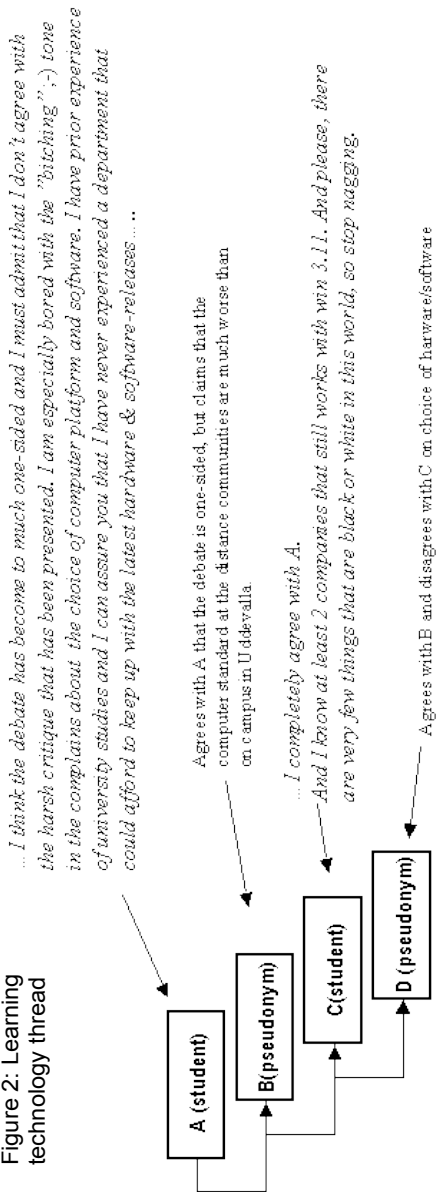 Figure 2: Learning
technology thread
...I think the debate has become to much one-sided and I must admit that I don't agree with
the harsh critique that has been presented. I am especially bored with the "bitching" ;-) tone
in the complains about the choice of computer platform and software. I have prior experience
of university studies and I can assure you that I have never experienced a department that
could afford to keep up with the latest hardware & software-releases.....
A (student)
Agrees with A that the debate is one-sided, but claims that the
computer standard at the distance communities are much worse than
on campus in Uddevalla.
B(pseudonym)
...I completely agree with A.
And I know at least 2 companies that still works with win 3.11. And please, there
are very few things that are black or white in this world, so stop nagging.
C(student)
Agrees with B and disagrees with C on choice of harware/software
D (pseudonym)